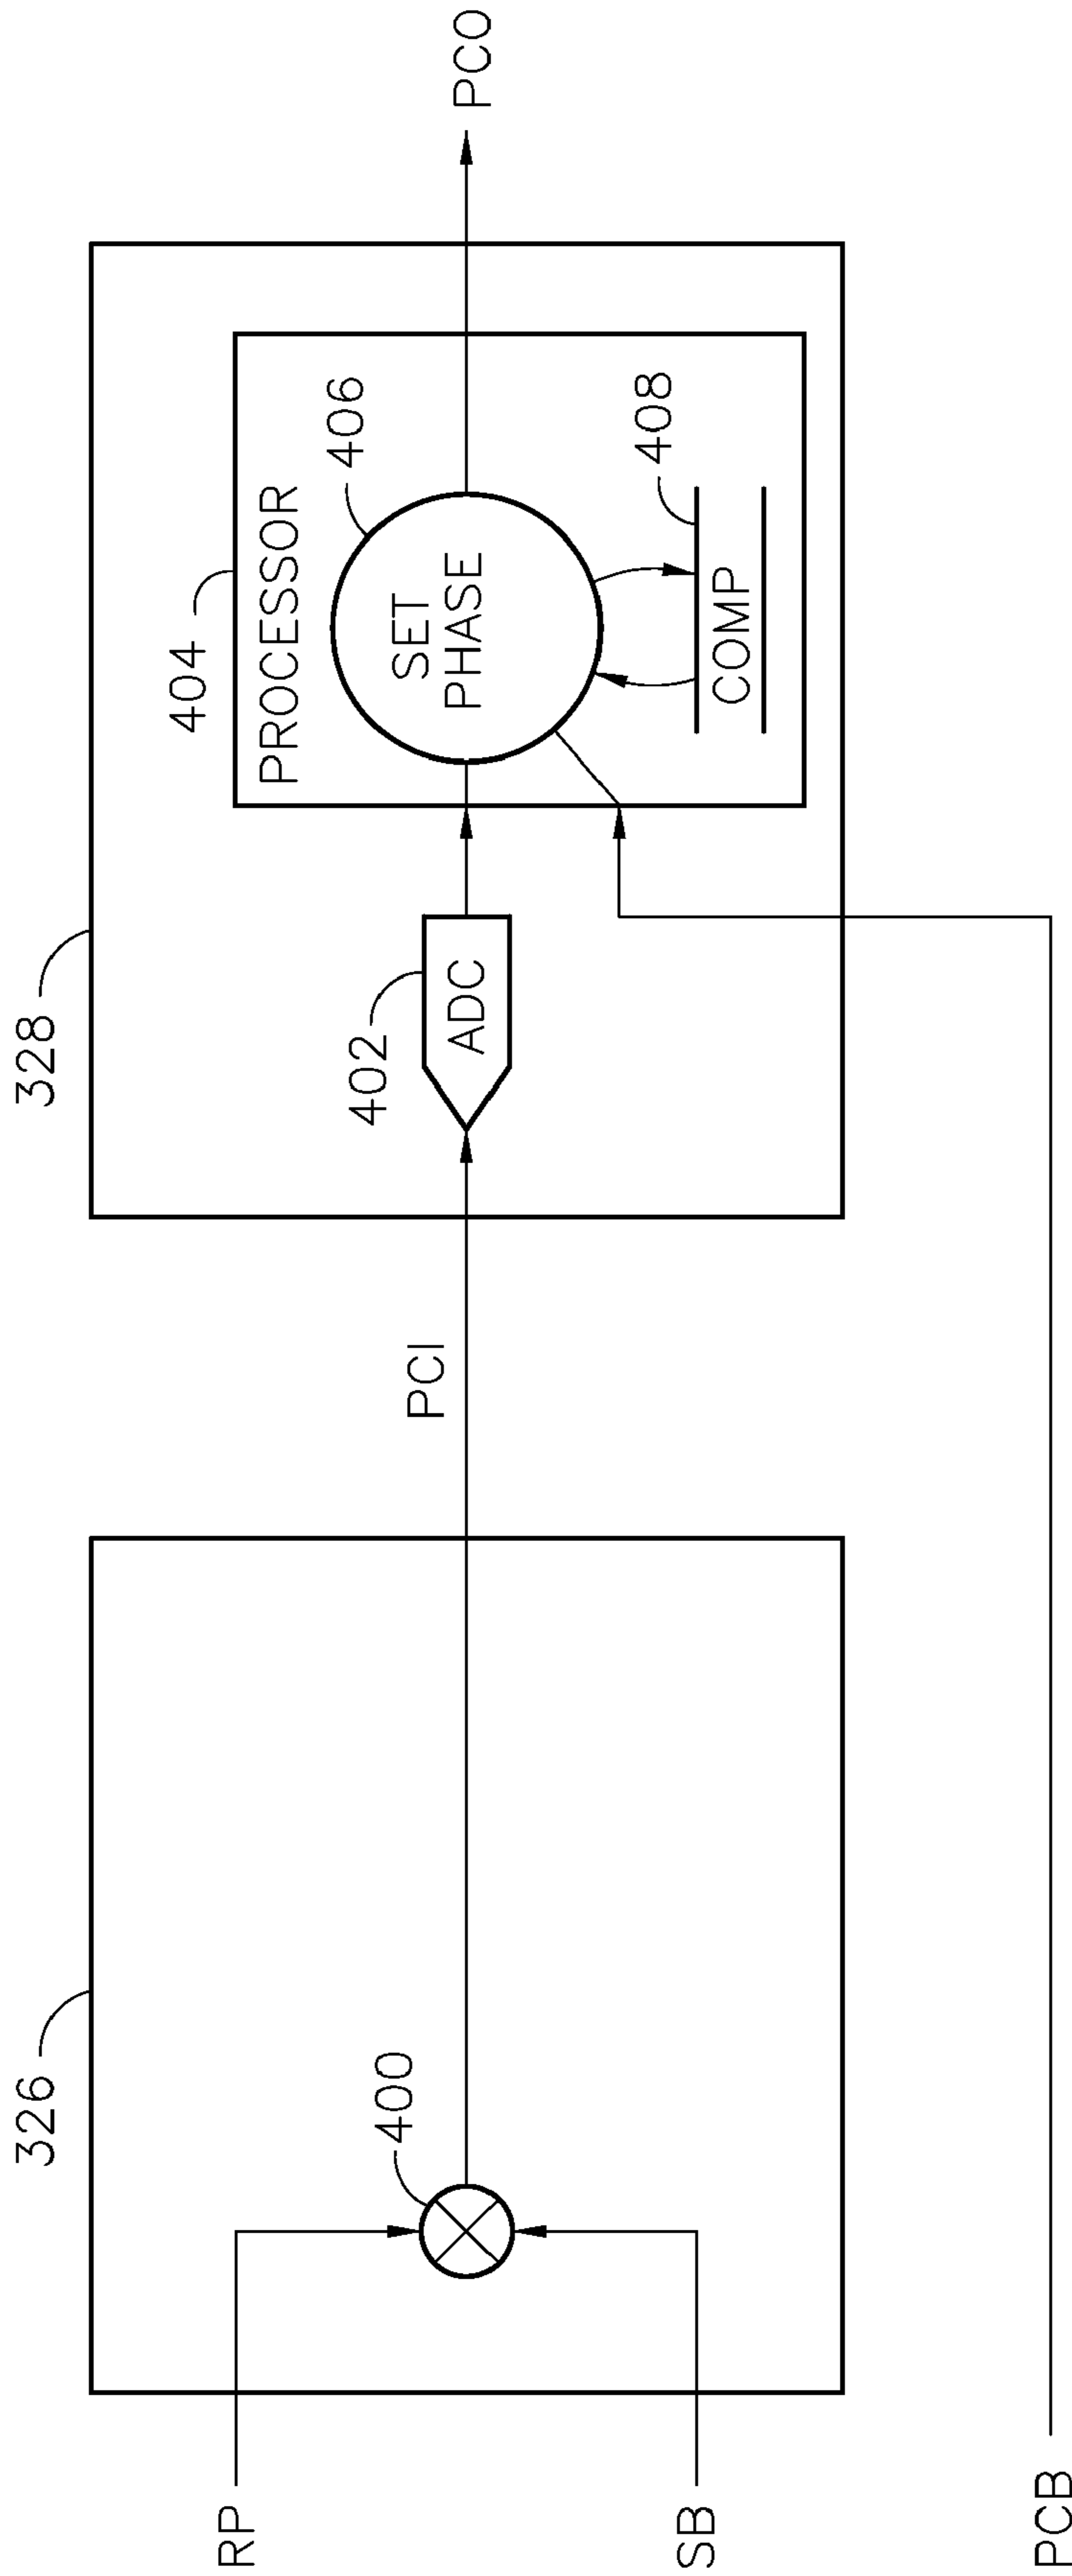 326
328
404
PROCESSOR
406
400
402
SET
PHASE
PCI
ADC
PCO
RP
408
SB
COMP
PCB